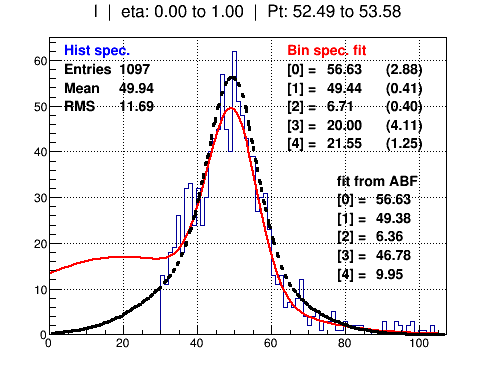 I | eta: 0.00 to 1.00 | Pt: 52.49 to 53.58
Hist spec.
Entries 1097
Mean 49.94
RMS 11.69
Bin spec. fit
[0] = 56.63 (2.88)
[1] = 49.44 (0.41)
[2] = 6.71 (0.40)
[3] = 20.00 (4.11)
[4] = 21.55 (1.25)
fit from ABF
[0] = 56.63
[1] = 49.38
[2] = 6.36
[3] = 46.78
[4] = 9.95
60
50
40
30
20
10
0
0 20 40 60 80 100